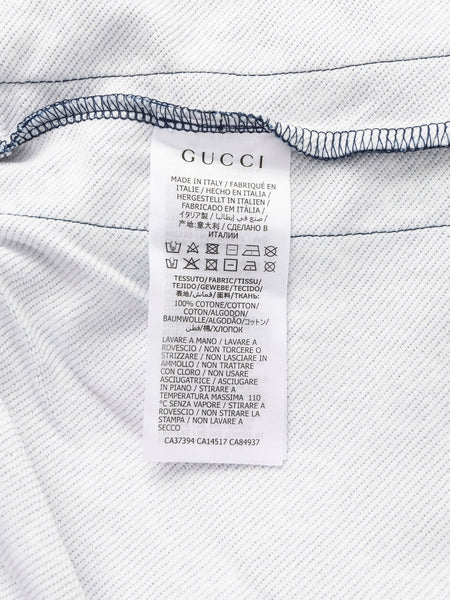 GUCCI
MADE IN ITALY / FABRIQUÉ EN
ITALIE / HECHO EN ITALIA /
HERGESTELLT IN ITALIEN /
FABRICADO EM ITÁLIA /
イタリア製 / صنع في إيطاليا /
意大利 / СДЕЛАНО В
ИТАЛИИ
TESSUTO/FABRIC/TISSU/
TEJIDO/GEWEBE/TECIDO/
表地/قماش/面料/ТКАНЬ:
100% COTONE/COTTON/
COTON/ALGODON/
BAUMWOLLE/ALGODÃO/コットン/
قطن/棉/ХЛОПОК
LAVARE A MANO / LAVARE A
ROVESCIO / NON TORCERE O
STRIZZARE / NON LASCIARE IN
AMMOLLO / NON TRATTARE
CON CLORO / NON USARE
ASCIUGATRICE / ASCIUGARE
IN PIANO / STIRARE A
TEMPERATURA MASSIMA 110
°C SENZA VAPORE / STIRARE A
ROVESCIO / NON STIRARE LA
STAMPA / NON LAVARE A
SECCO
CA37394 CA14517 CA84937